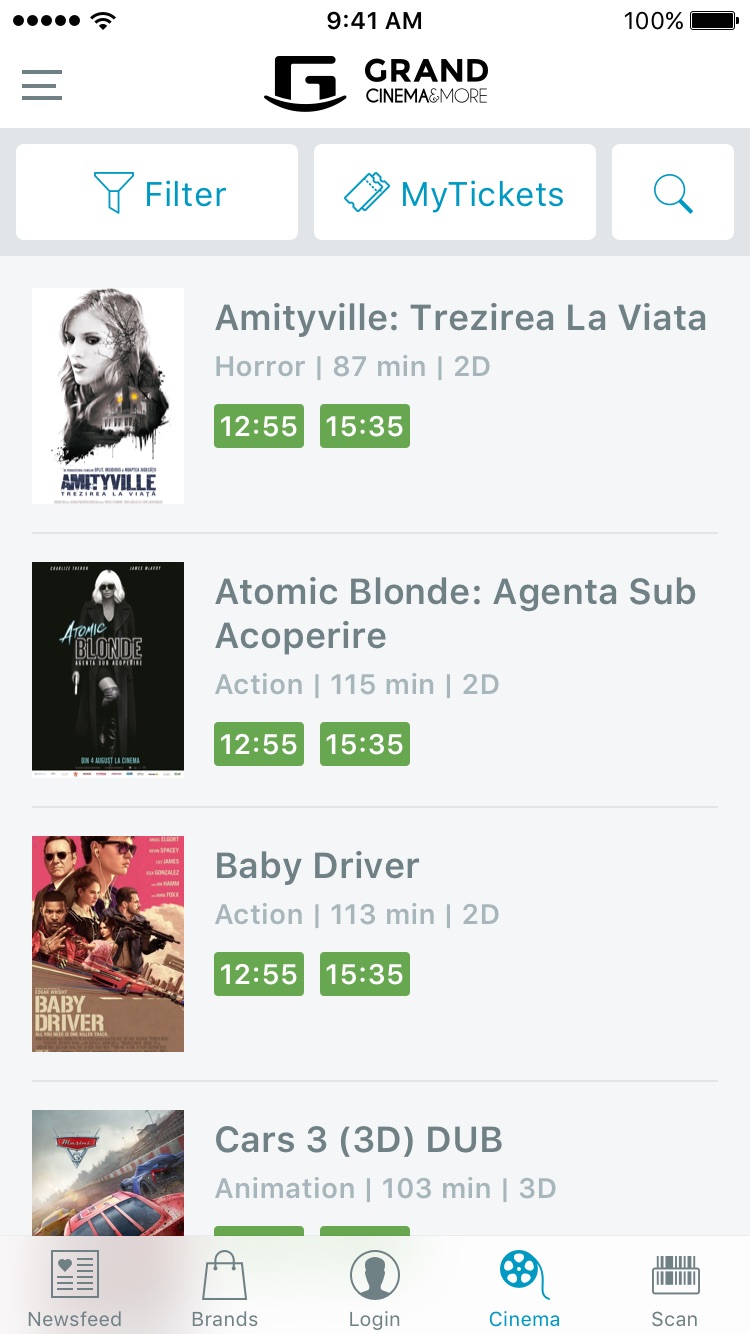 9:41 AM
100%
GRAND
CINEMA&MORE
Filter
MyTickets
Amityville: Trezirea La Viata
Horror | 87 min | 2D
12:55 15:35
AMITYVILLE
TREZIREA LA VIAȚĂ
Atomic Blonde: Agenta Sub
Acoperire
Action | 115 min | 2D
12:55 15:35
CHARLIZE THERON JAMES McAVOY
ATOMIC
BLONDE
AGENTA SUB ACOPERIRE
DIN 4 AUGUST LA CINEMA
Baby Driver
Action | 113 min | 2D
12:55 15:35
ANSEL ELGORT
KEVIN SPACEY
LILY JAMES
EIZA GONZALEZ
JON HAMM
JAMIE FOXX
EDGAR WRIGHT
BABY
DRIVER
ALL YOU NEED IS ONE KILLER TRACK.
Cars 3 (3D) DUB
Animation | 103 min | 3D
Mașini
3
Newsfeed
Brands
Login
Cinema
Scan